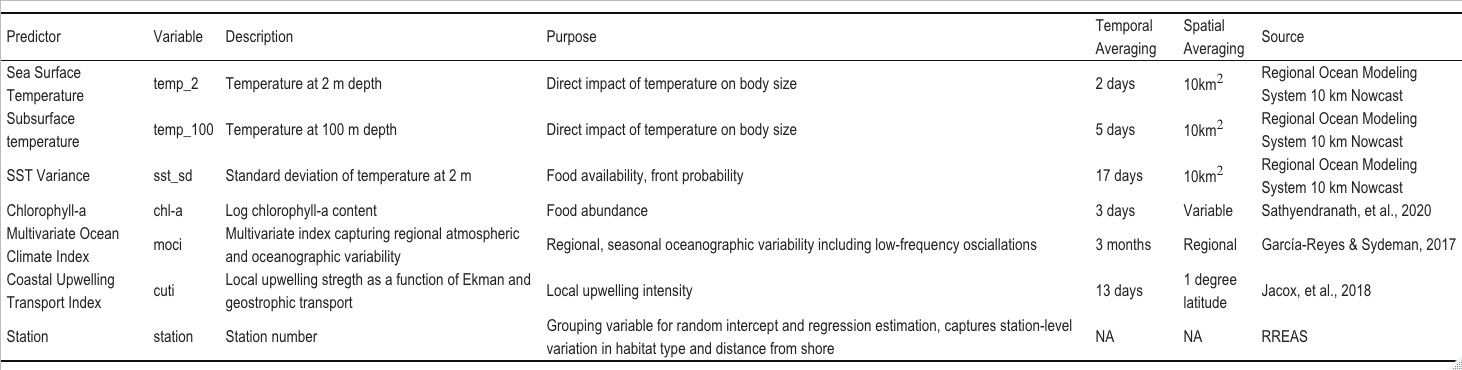 Predictor Variable Description Purpose Temporal Averaging Spatial Averaging Source
Sea Surface Temperature temp_2 Temperature at 2 m depth Direct impact of temperature on body size 2 days 10km² Regional Ocean Modeling System 10 km Nowcast
Subsurface temperature temp_100 Temperature at 100 m depth Direct impact of temperature on body size 5 days 10km² Regional Ocean Modeling System 10 km Nowcast
SST Variance sst_sd Standard deviation of temperature at 2 m Food availability, front probability 17 days 10km² Regional Ocean Modeling System 10 km Nowcast
Chlorophyll-a chl-a Log chlorophyll-a content Food abundance 3 days Variable Sathyendranath, et al., 2020
Multivariate Ocean Climate Index moci Multivariate index capturing regional atmospheric and oceanographic variability Regional, seasonal oceanographic variability including low-frequency osciallations 3 months Regional García-Reyes & Sydeman, 2017
Coastal Upwelling Transport Index cuti Local upwelling stregth as a function of Ekman and geostrophic transport Local upwelling intensity 13 days 1 degree latitude Jacox, et al., 2018
Station station Station number Grouping variable for random intercept and regression estimation, captures station-level variation in habitat type and distance from shore NA NA RREAS